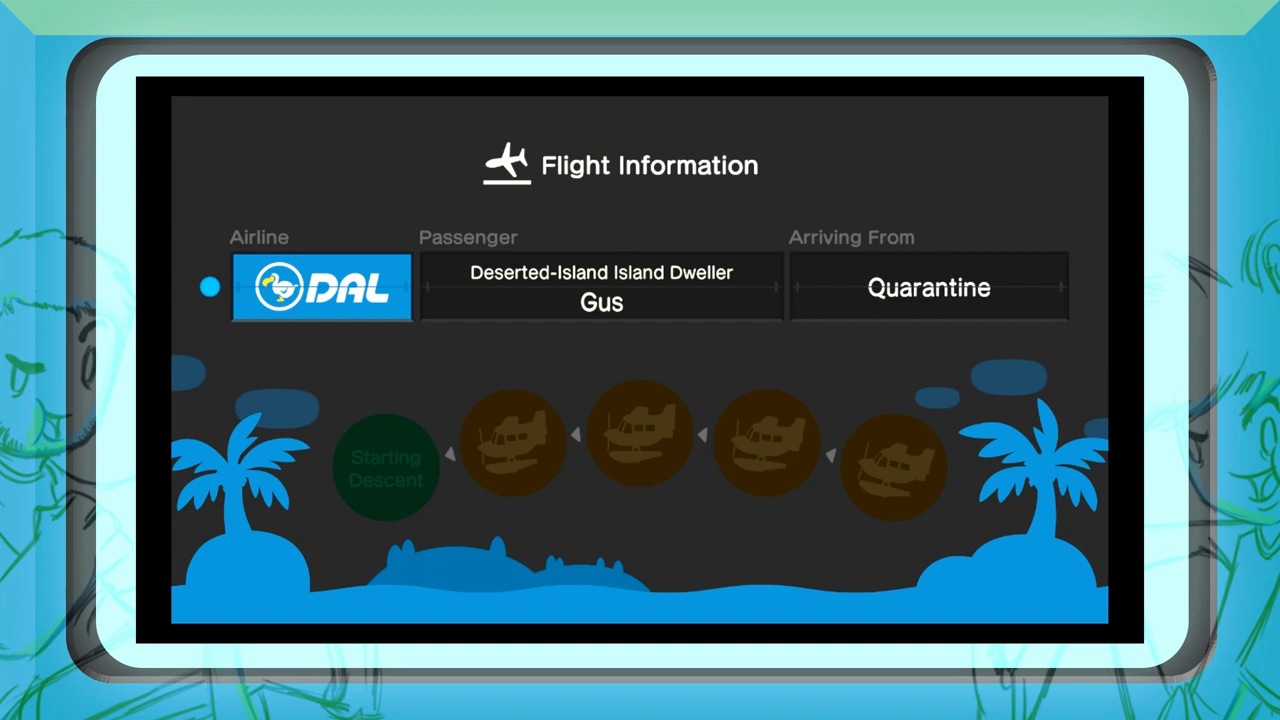 Flight Information
Airline
Passenger
Arriving From
DAL
Deserted-Island Island Dweller
Gus
Quarantine
Starting
Descent